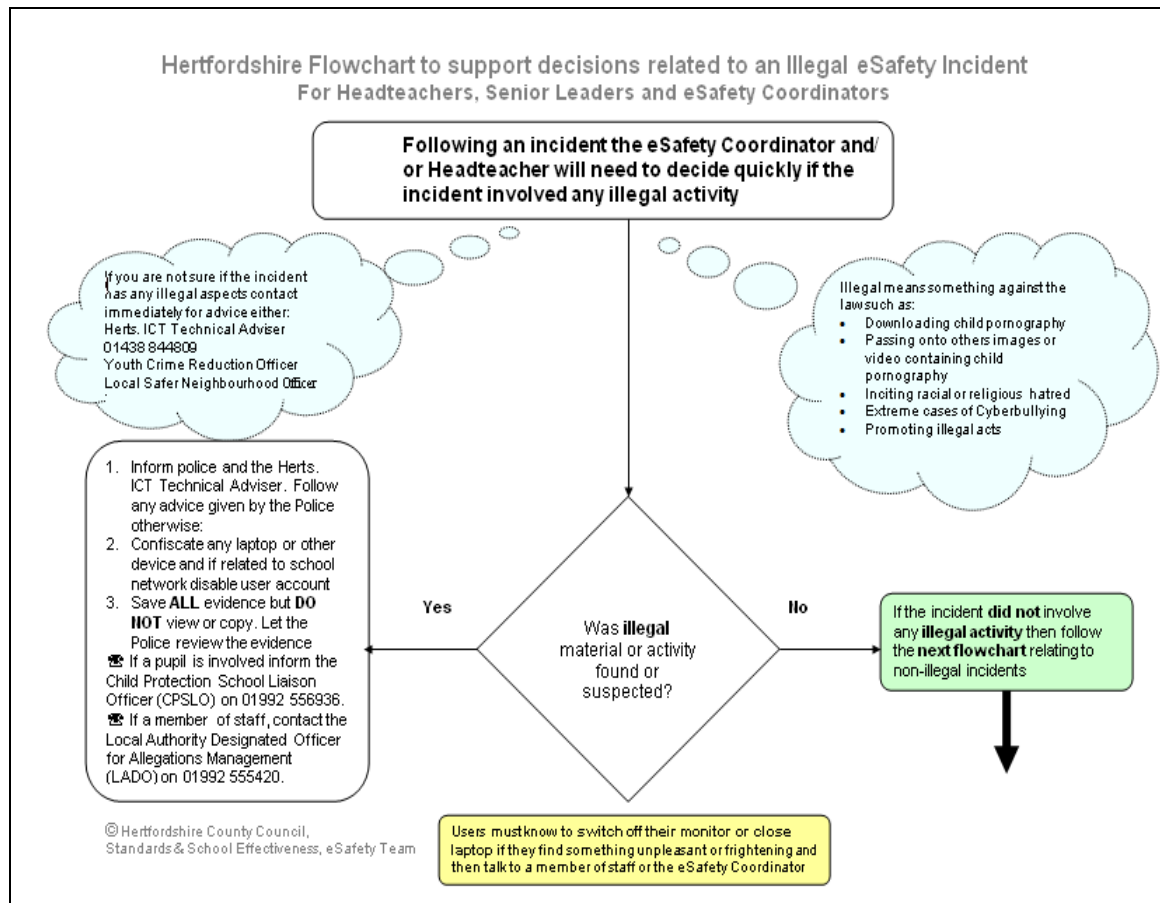 Hertfordshire Flowchart to support decisions related to an Illegal eSafety Incident
For Headteachers, Senior Leaders and eSafety Coordinators
Following an incident the eSafety Coordinator and/
or Headteacher will need to decide quickly if the
incident involved any illegal activity
If you are not sure if the incident
has any illegal aspects contact
immediately for advice either:
Herts. ICT Technical Adviser
01438 844809
Youth Crime Reduction Officer
Local Safer Neighbourhood Officer
Illegal means something against the
law such as:
• Downloading child pornography
• Passing onto others images or
video containing child
pornography
• Inciting racial or religious hatred
• Extreme cases of Cyberbullying
• Promoting illegal acts
1. Inform police and the Herts.
ICT Technical Adviser. Follow
any advice given by the Police
otherwise:
2. Confiscate any laptop or other
device and if related to school
network disable user account
3. Save ALL evidence but DO
NOT view or copy. Let the
Police review the evidence
☎ If a pupil is involved inform the
Child Protection School Liaison
Officer (CPSLO) on 01992 556936.
☎ If a member of staff, contact the
Local Authority Designated Officer
for Allegations Management
(LADO) on 01992 555420.
Yes
Was illegal
material or activity
found or
suspected?
No
If the incident did not involve
any illegal activity then follow
the next flowchart relating to
non-illegal incidents
Users must know to switch off their monitor or close
laptop if they find something unpleasant or frightening and
then talk to a member of staff or the eSafety Coordinator
© Hertfordshire County Council,
Standards & School Effectiveness, eSafety Team